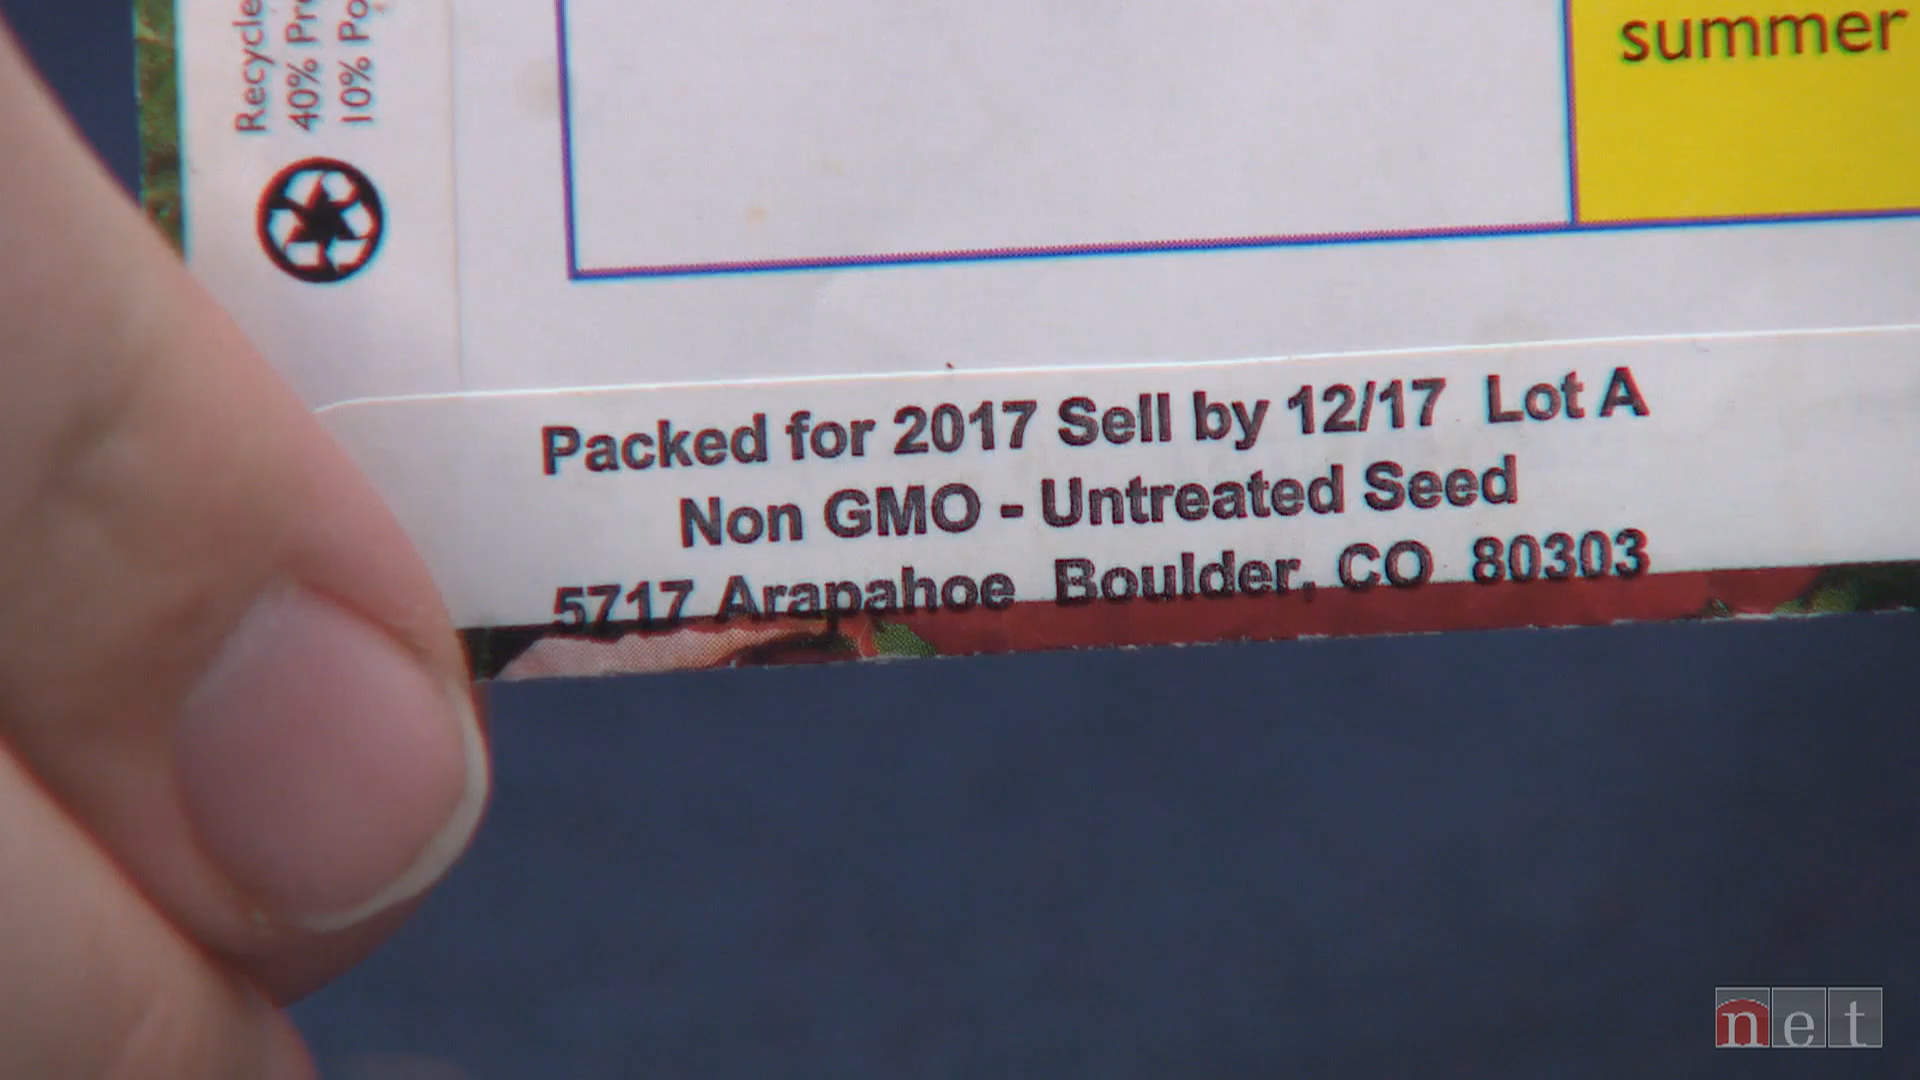 Recycle
40% Pr
10% Po
summer
Packed for 2017 Sell by 12/17 Lot A
Non GMO - Untreated Seed
5717 Arapahoe Boulder, CO 80303
net